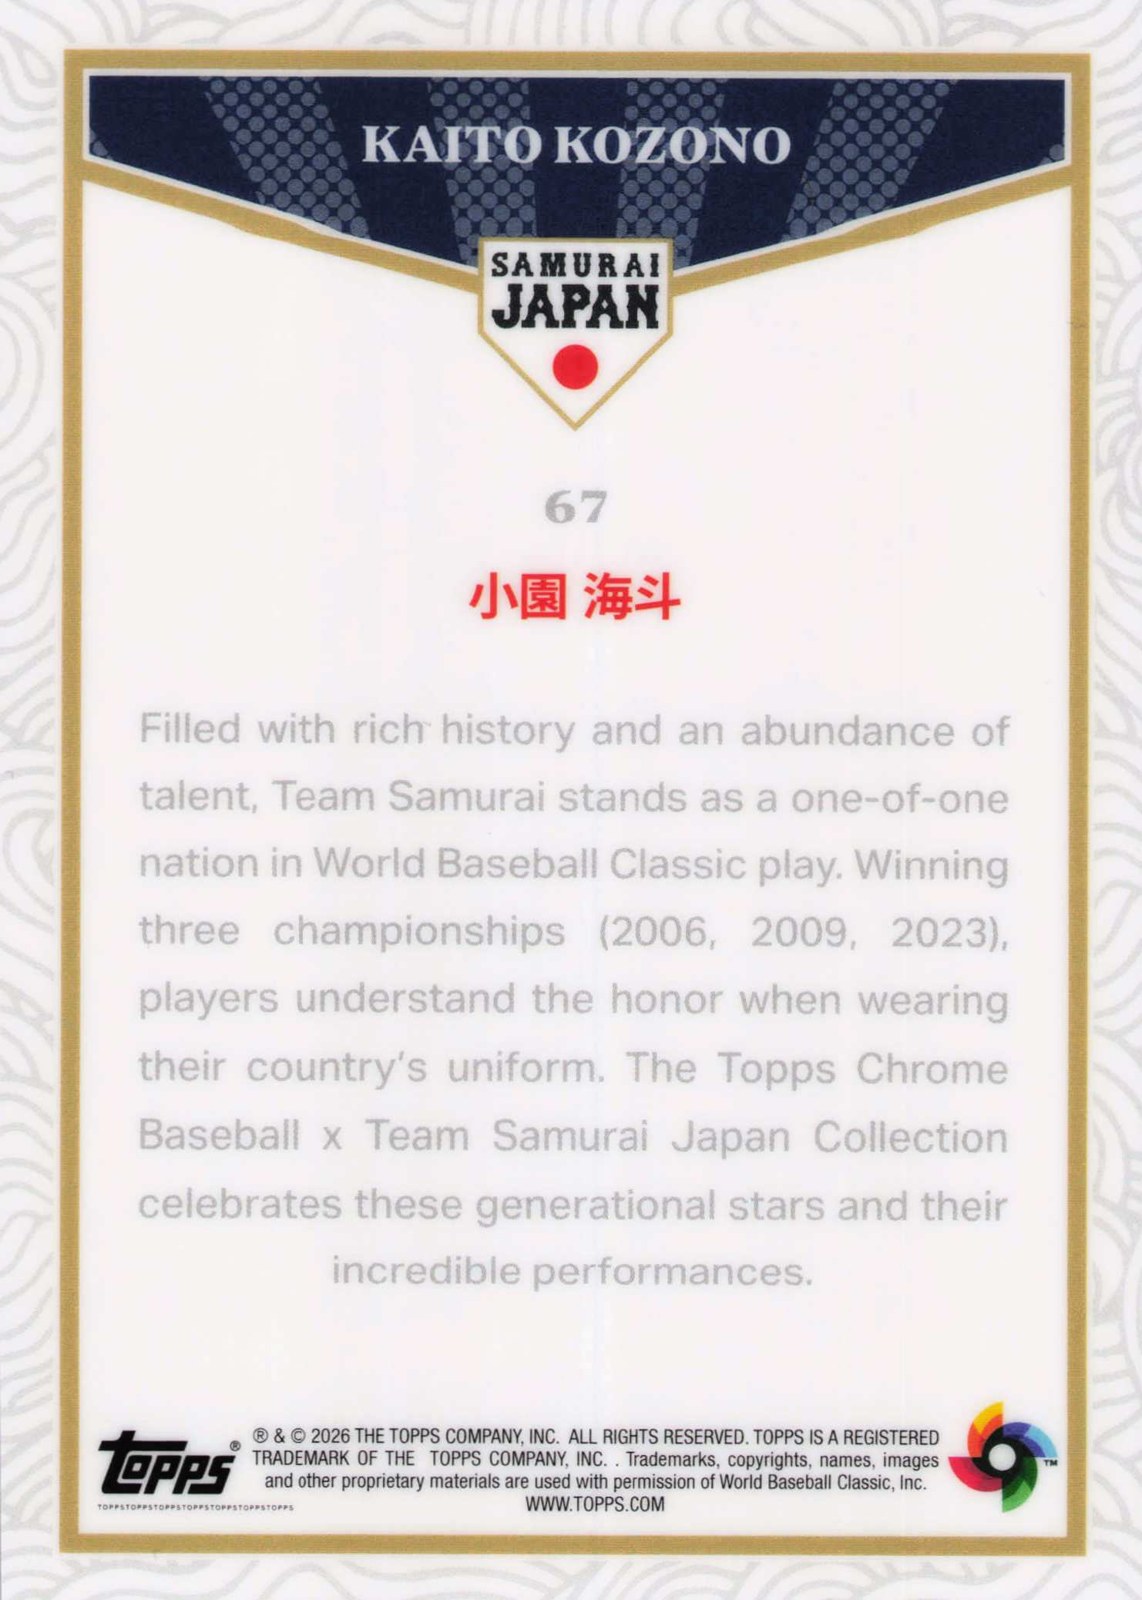 KAITO KOZONO
SAMURAI
JAPAN
67
小園 海斗
Filled with rich history and an abundance of
talent, Team Samurai stands as a one-of-one
nation in World Baseball Classic play. Winning
three championships (2006, 2009, 2023),
players understand the honor when wearing
their country's uniform. The Topps Chrome
Baseball x Team Samurai Japan Collection
celebrates these generational stars and their
incredible performances.
topps®
TOPPSTOPPSTOPPSTOPPSTOPPSTOPPSTOPPS
® & © 2026 THE TOPPS COMPANY, INC. ALL RIGHTS RESERVED. TOPPS IS A REGISTERED
TRADEMARK OF THE TOPPS COMPANY, INC. . Trademarks, copyrights, names, images
and other proprietary materials are used with permission of World Baseball Classic, Inc.
WWW.TOPPS.COM
TM